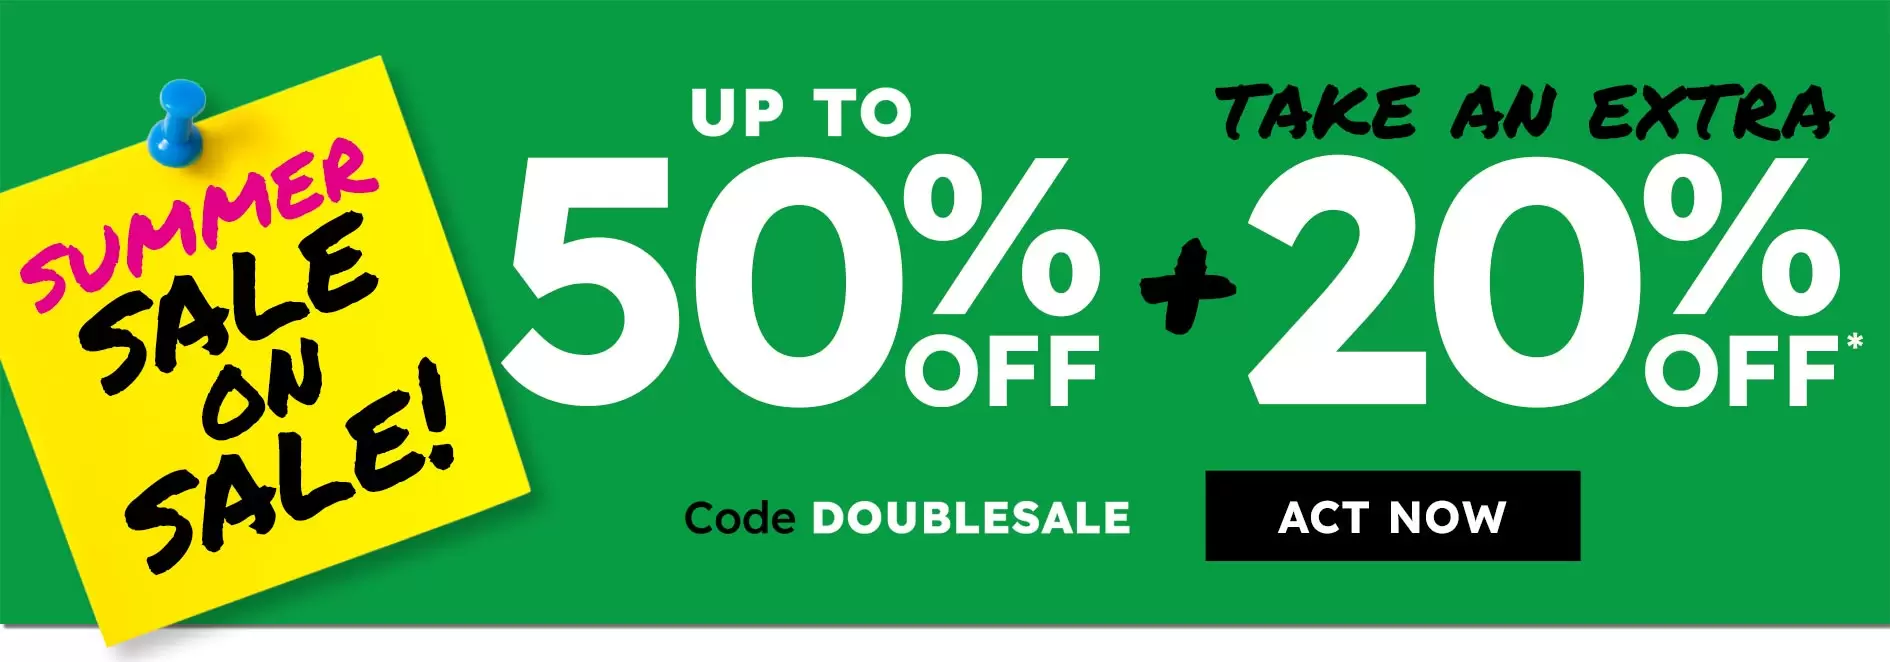 SUMMER
SALE
ON
SALE!
UP TO
50%
OFF
+
TAKE AN EXTRA
20%
OFF*
Code DOUBLESALE
ACT NOW